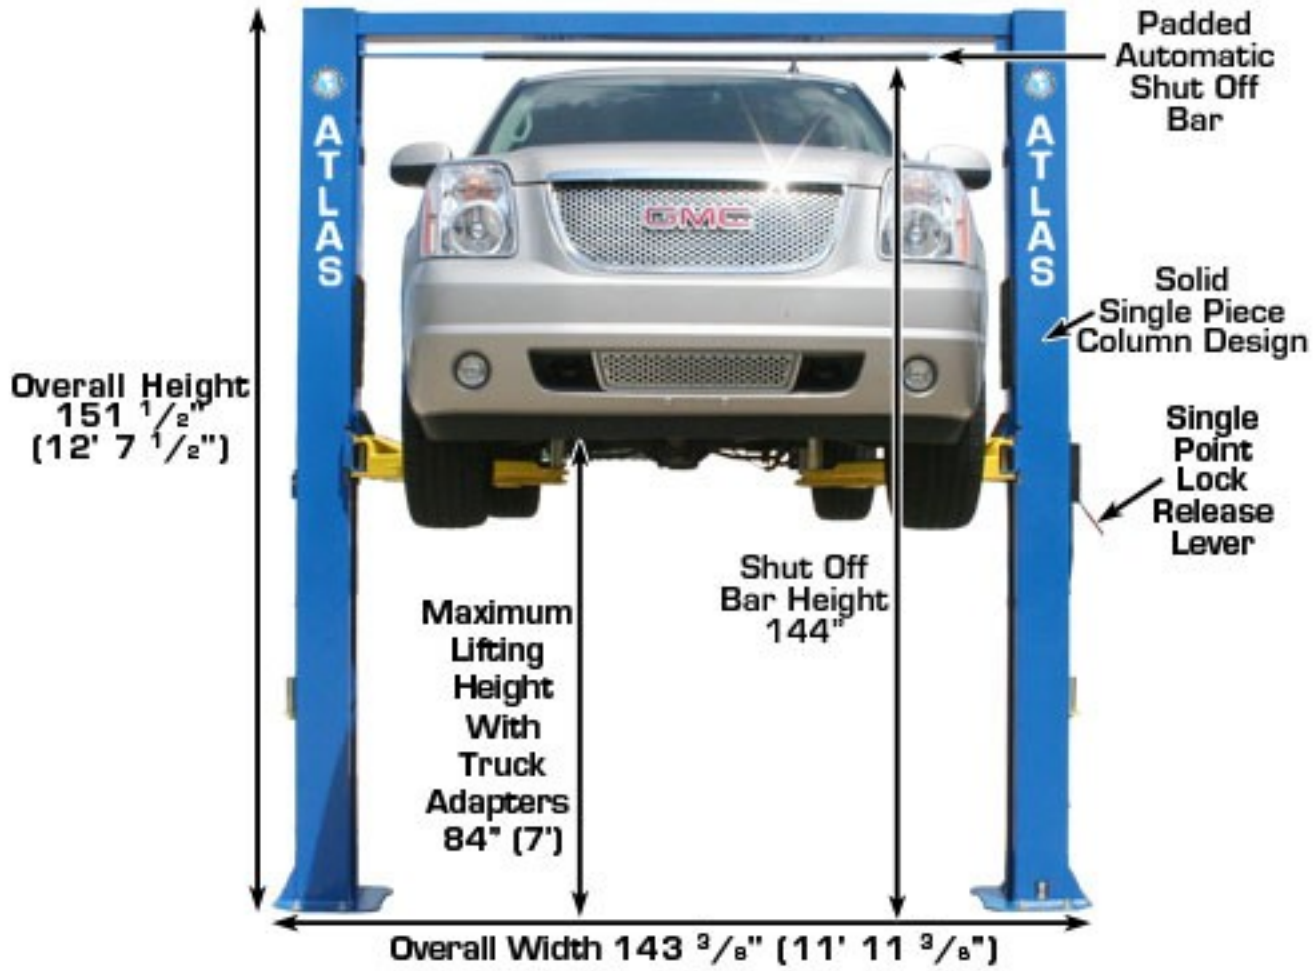 Padded
Automatic
Shut Off
Bar
ATLAS
ATLAS
GMC
Solid
Single Piece
Column Design
Overall Height
151 1/2"
(12' 7 1/2")
Single
Point
Lock
Release
Lever
Shut Off
Bar Height
144"
Maximum
Lifting
Height
With
Truck
Adapters
84" (7')
Overall Width 143 3/8" (11' 11 3/8")